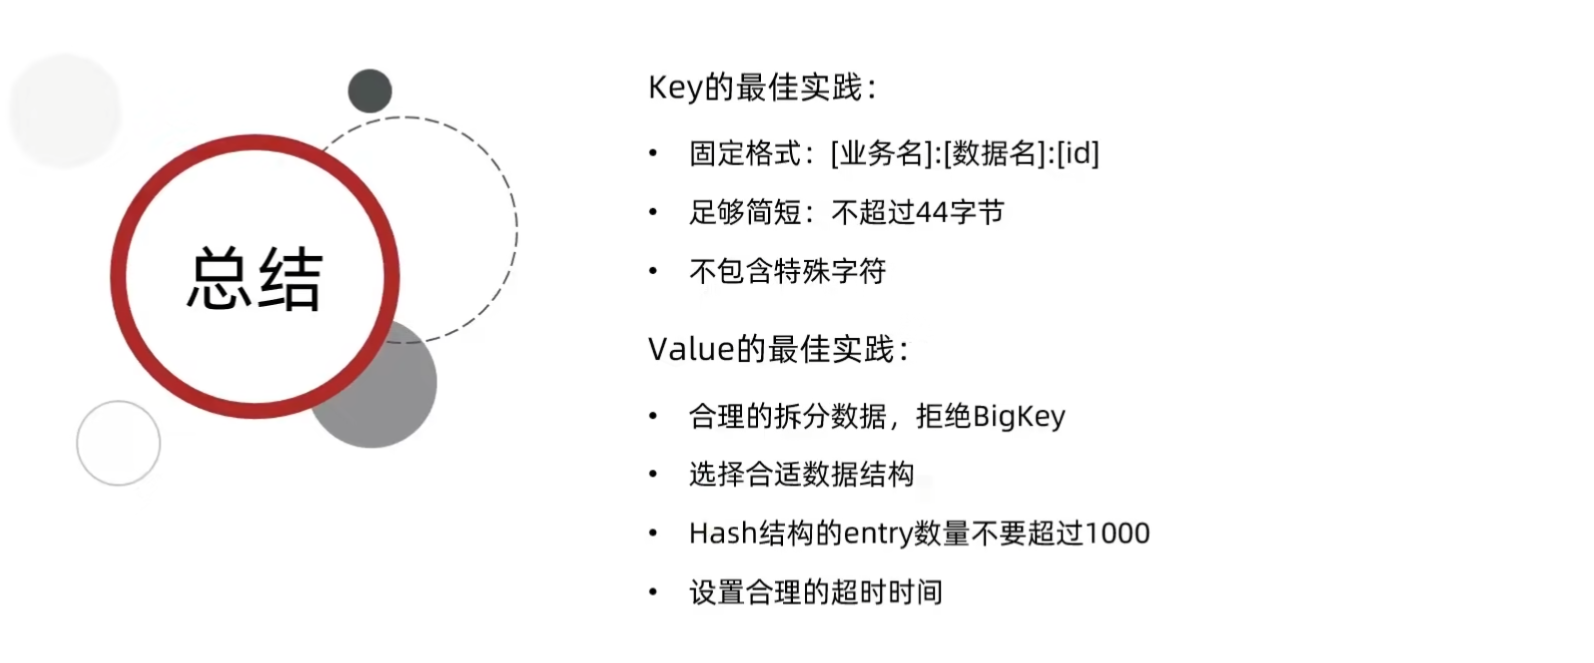 总结
Key的最佳实践：
• 固定格式：[业务名]:[数据名]:[id]
• 足够简短：不超过44字节
• 不包含特殊字符
Value的最佳实践：
• 合理的拆分数据，拒绝BigKey
• 选择合适数据结构
• Hash结构的entry数量不要超过1000
• 设置合理的超时时间